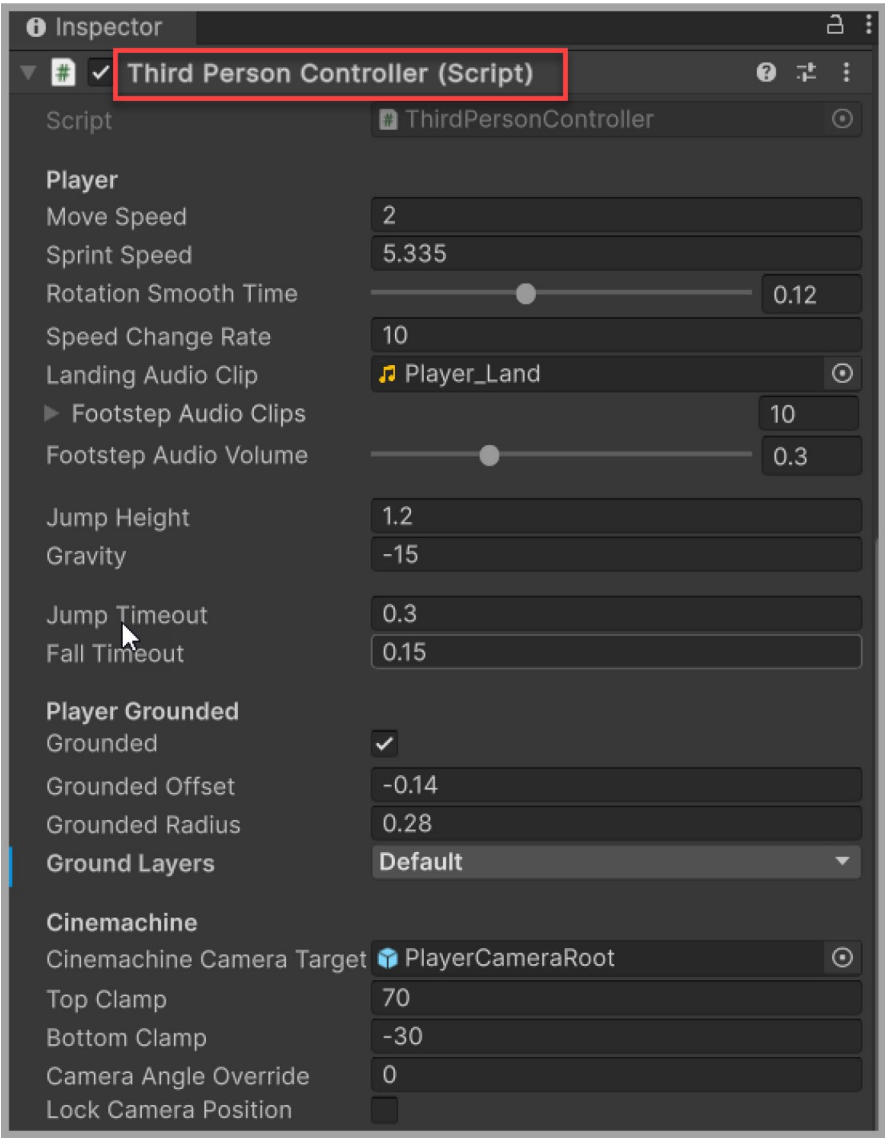 Inspector
Third Person Controller (Script)
Script # ThirdPersonController
Player
Move Speed 2
Sprint Speed 5.335
Rotation Smooth Time 0.12
Speed Change Rate 10
Landing Audio Clip Player_Land
Footstep Audio Clips 10
Footstep Audio Volume 0.3
Jump Height 1.2
Gravity -15
Jump Timeout 0.3
Fall Timeout 0.15
Player Grounded
Grounded
Grounded Offset -0.14
Grounded Radius 0.28
Ground Layers Default
Cinemachine
Cinemachine Camera Target PlayerCameraRoot
Top Clamp 70
Bottom Clamp -30
Camera Angle Override 0
Lock Camera Position